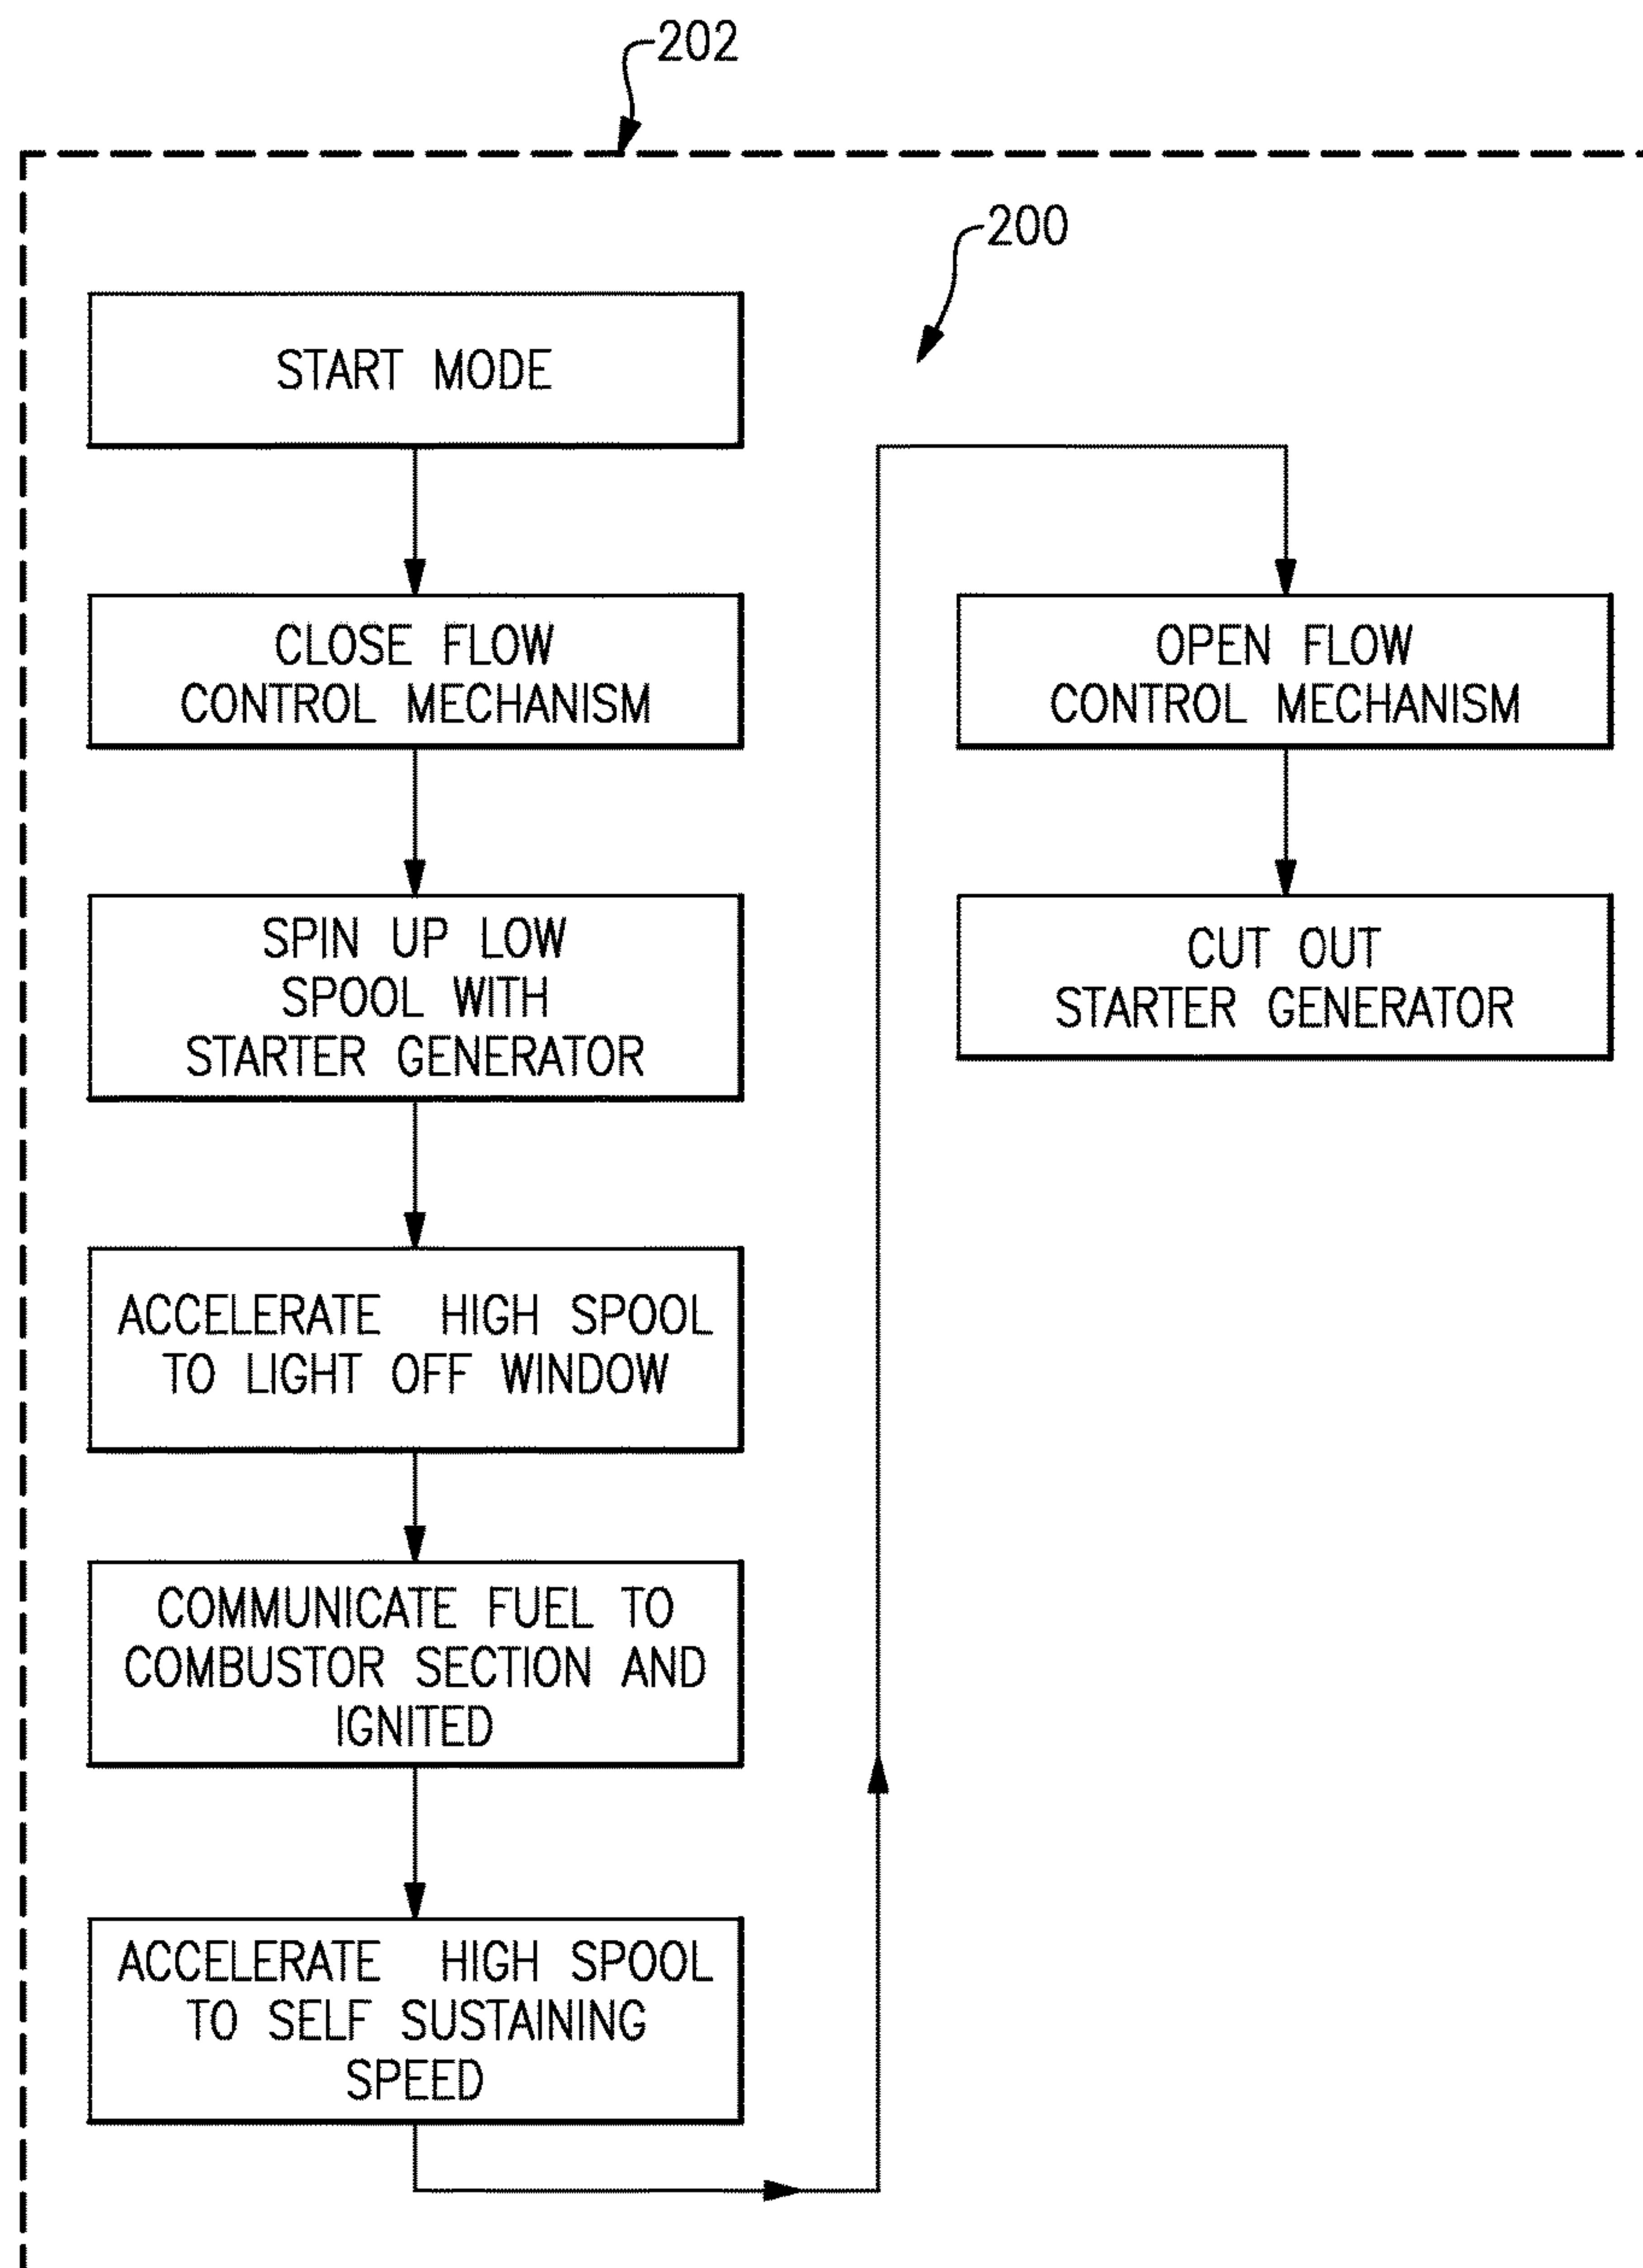 202
200
START MODE
CLOSE FLOW
CONTROL MECHANISM
SPIN UP LOW
SPOOL WITH
STARTER GENERATOR
ACCELERATE HIGH SPOOL
TO LIGHT OFF WINDOW
COMMUNICATE FUEL TO
COMBUSTOR SECTION AND
IGNITED
ACCELERATE HIGH SPOOL
TO SELF SUSTAINING
SPEED
OPEN FLOW
CONTROL MECHANISM
CUT OUT
STARTER GENERATOR